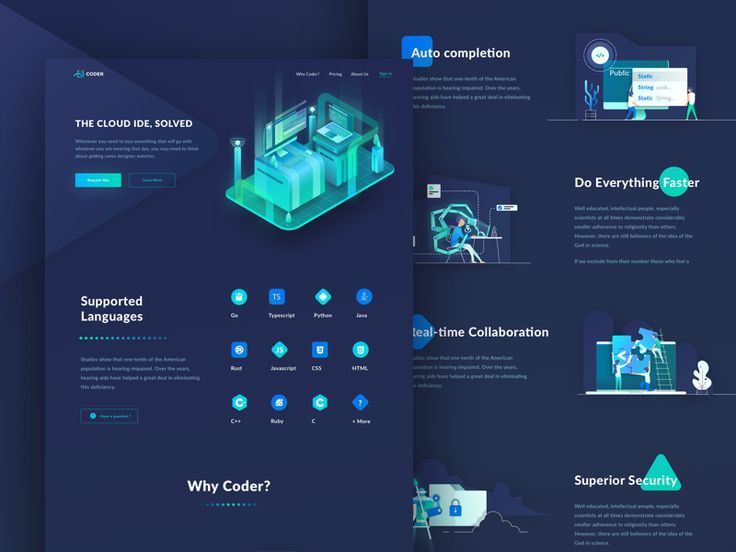 CODER
Why Coder?
Pricing
About Us
Sign In
THE CLOUD IDE, SOLVED
Whenever you need to buy something that will go with
whatever you are wearing that day, you may need to think
about getting some designer watches.
Request Key
Learn More
Supported
Languages
Studies show that one-tenth of the American
population is hearing-impaired. Over the years,
hearing aids have helped a great deal in eliminating
this deficiency.
Have a question ?
Go
TS
Typescript
Python
Java
Rust
JS
Javascript
CSS
HTML
C++
Ruby
C
?
+ More
Why Coder?
Auto completion
Studies show that one-tenth of the American
population is hearing-impaired. Over the years,
hearing aids have helped a great deal in eliminating
this deficiency.
</>
Public
Static ...
String void...
Static String...
Do Everything Faster
Well educated, intellectual people, especially
scientists at all times demonstrate considerably
smaller adherence to religiosity than others.
However, there are still believers of the idea of the
God in science.
If we exclude from their number those who feel a
Real-time Collaboration
Studies show that one-tenth of the American
population is hearing-impaired. Over the years,
hearing aids have helped a great deal in eliminating
this deficiency.
Superior Security
Well educated, intellectual people, especially
scientists at all times demonstrate considerably
smaller adherence to religiosity than others.
However, there are still believers of the idea of the
God in science.